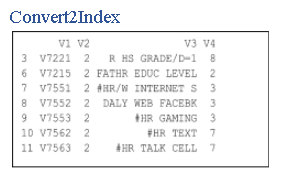 Convert2Index
V1 V2 V3 V4
3 V7221 2 R HS GRADE/D=1 8
6 V7215 2 FATHR EDUC LEVEL 2
7 V7551 2 #HR/W INTERNET S 3
8 V7552 2 DALY WEB FACEBK 3
9 V7553 2 #HR GAMING 3
10 V7562 2 #HR TEXT 7
11 V7563 2 #HR TALK CELL 7